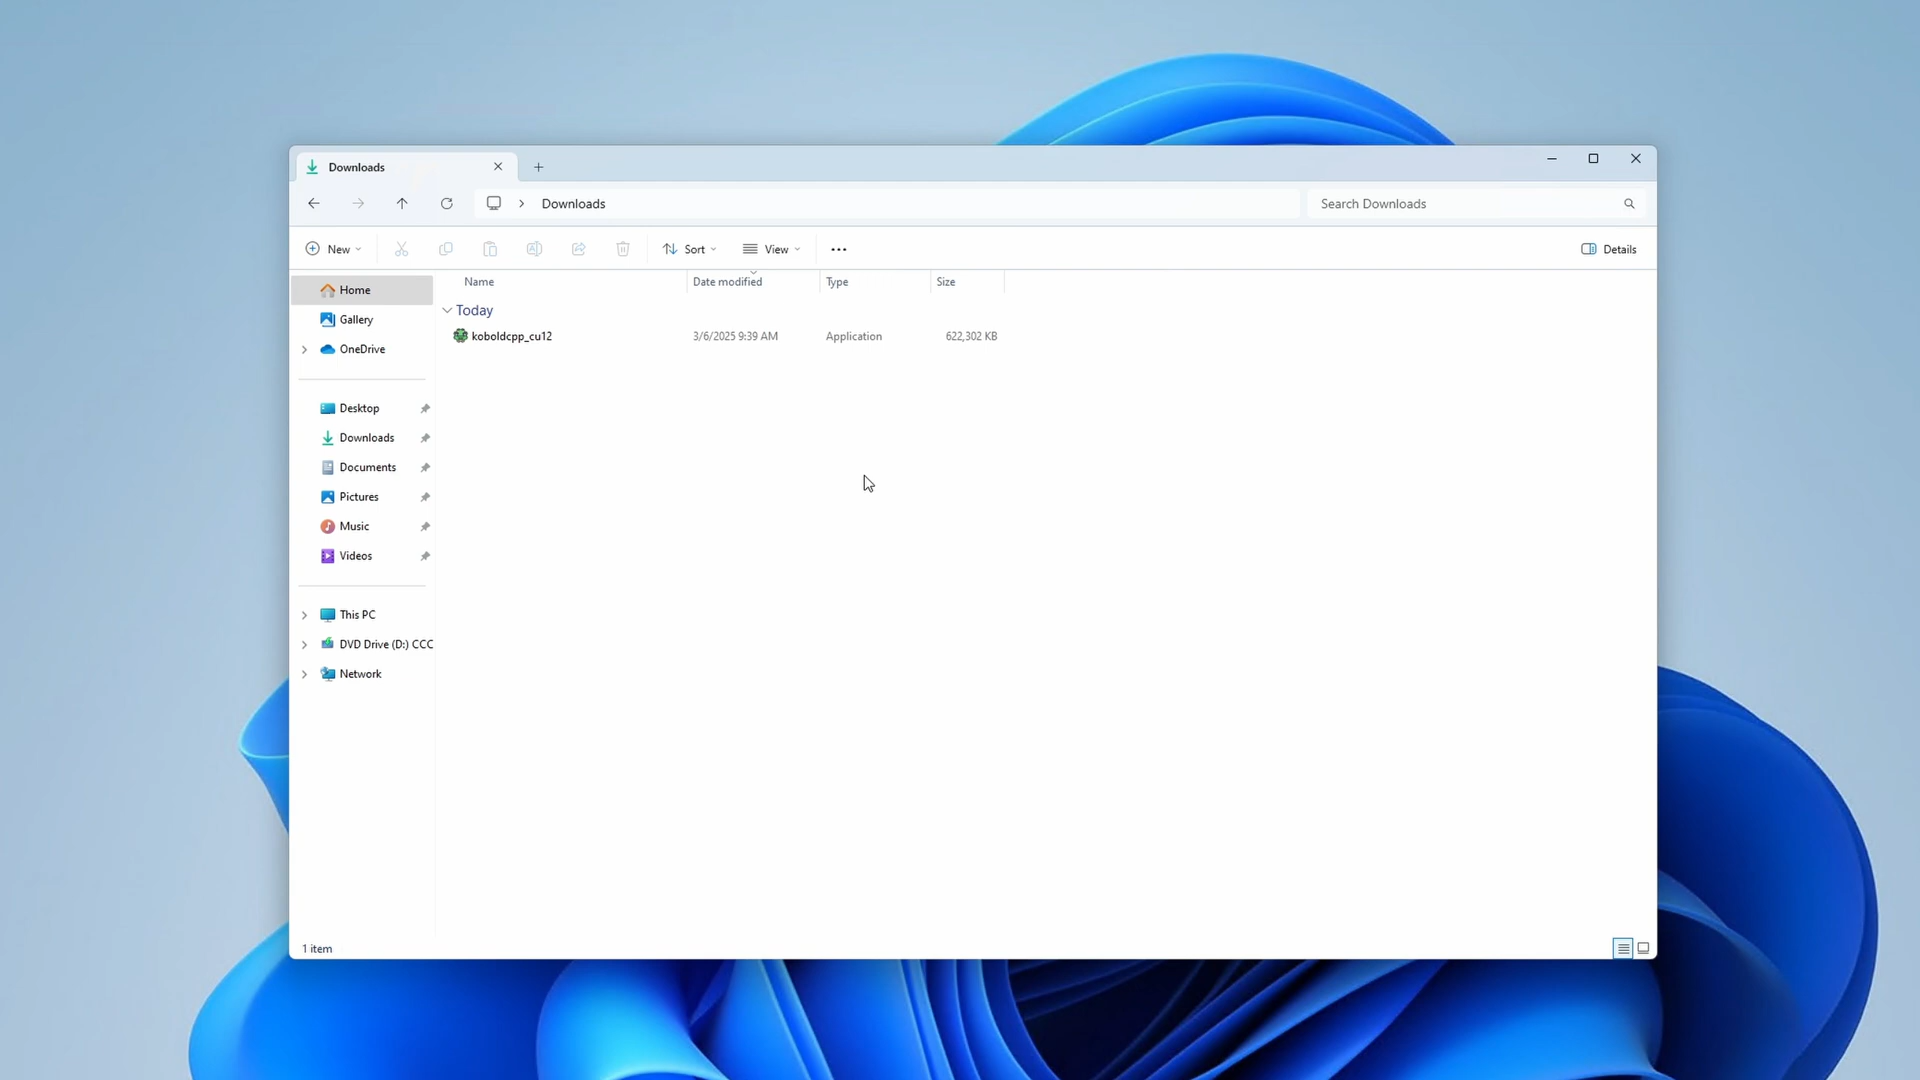 Downloads
Downloads
Search Downloads
New
Sort
View
Details
Name Date modified Type Size
Home
Gallery
OneDrive
Desktop
Downloads
Documents
Pictures
Music
Videos
This PC
DVD Drive (D:) CCC
Network
Today
koboldcpp_cu12 3/6/2025 9:39 AM Application 622,302 KB
1 item